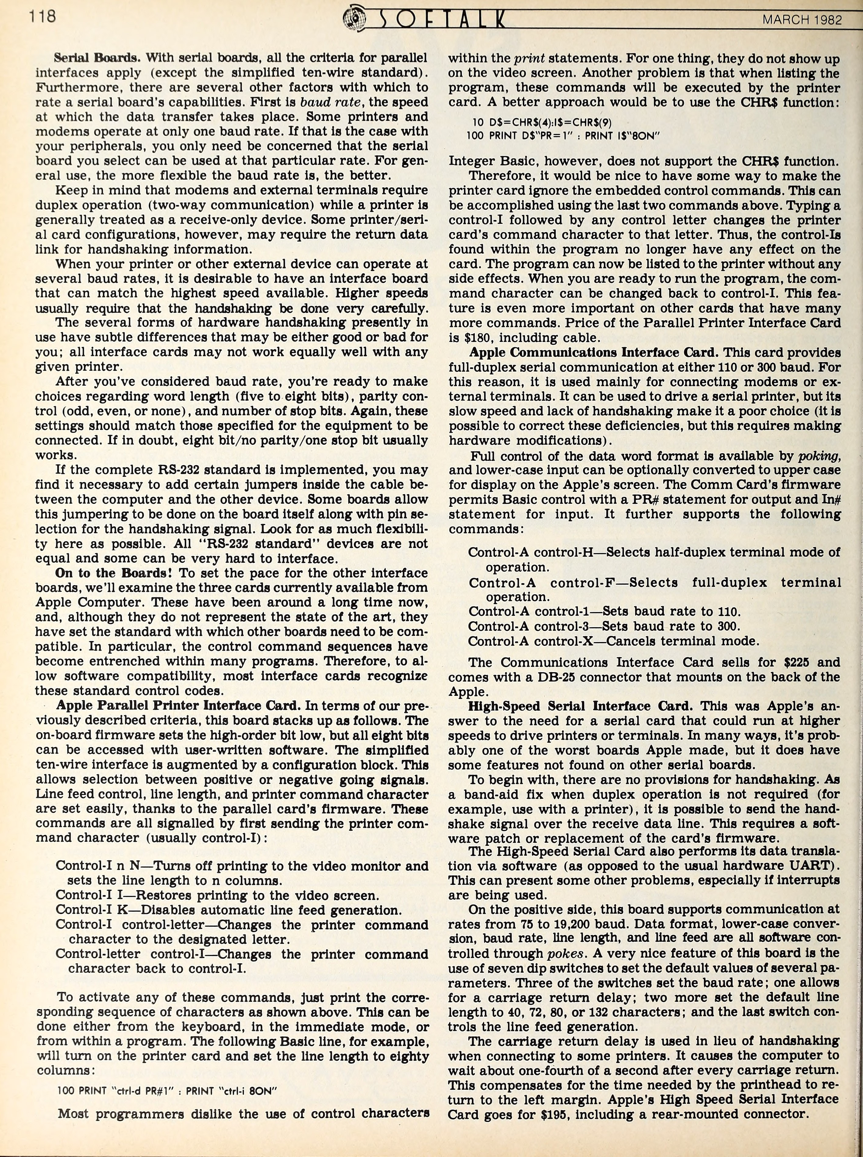 118
SOFTALK
MARCH 1982
Serial Boards. With serial boards, all the criteria for parallel
interfaces apply (except the simplified ten-wire standard).
Furthermore, there are several other factors with which to
rate a serial board's capabilities. First is baud rate, the speed
at which the data transfer takes place. Some printers and
modems operate at only one baud rate. If that is the case with
your peripherals, you only need be concerned that the serial
board you select can be used at that particular rate. For gen-
eral use, the more flexible the baud rate is, the better.
Keep in mind that modems and external terminals require
duplex operation (two-way communication) while a printer is
generally treated as a receive-only device. Some printer/seri-
al card configurations, however, may require the return data
link for handshaking information.
When your printer or other external device can operate at
several baud rates, it is desirable to have an interface board
that can match the highest speed available. Higher speeds
usually require that the handshaking be done very carefully.
The several forms of hardware handshaking presently in
use have subtle differences that may be either good or bad for
you; all interface cards may not work equally well with any
given printer.
After you've considered baud rate, you're ready to make
choices regarding word length (five to eight bits), parity con-
trol (odd, even, or none), and number of stop bits. Again, these
settings should match those specified for the equipment to be
connected. If in doubt, eight bit/no parity/one stop bit usually
works.
If the complete RS-232 standard is implemented, you may
find it necessary to add certain jumpers inside the cable be-
tween the computer and the other device. Some boards allow
this jumpering to be done on the board itself along with pin se-
lection for the handshaking signal. Look for as much flexibili-
ty here as possible. All "RS-232 standard" devices are not
equal and some can be very hard to interface.
On to the Boards! To set the pace for the other interface
boards, we'll examine the three cards currently available from
Apple Computer. These have been around a long time now,
and, although they do not represent the state of the art, they
have set the standard with which other boards need to be com-
patible. In particular, the control command sequences have
become entrenched within many programs. Therefore, to al-
low software compatibility, most interface cards recognize
these standard control codes.
Apple Parallel Printer Interface Card. In terms of our pre-
viously described criteria, this board stacks up as follows. The
on-board firmware sets the high-order bit low, but all eight bits
can be accessed with user-written software. The simplified
ten-wire interface is augmented by a configuration block. This
allows selection between positive or negative going signals.
Line feed control, line length, and printer command character
are set easily, thanks to the parallel card's firmware. These
commands are all signalled by first sending the printer com-
mand character (usually control-I):
Control-I n N—Turns off printing to the video monitor and
sets the line length to n columns.
Control-I I—Restores printing to the video screen.
Control-I K—Disables automatic line feed generation.
Control-I control-letter—Changes the printer command
character to the designated letter.
Control-letter control-I—Changes the printer command
character back to control-I.
To activate any of these commands, just print the corre-
sponding sequence of characters as shown above. This can be
done either from the keyboard, in the immediate mode, or
from within a program. The following Basic line, for example,
will turn on the printer card and set the line length to eighty
columns:
100 PRINT "ctrl-d PR#1" : PRINT "ctrl-i 80N"
Most programmers dislike the use of control characters
within the print statements. For one thing, they do not show up
on the video screen. Another problem is that when listing the
program, these commands will be executed by the printer
card. A better approach would be to use the CHR$ function:
10 D$=CHR$(4):I$=CHR$(9)
100 PRINT D$"PR=1" : PRINT I$"80N"
Integer Basic, however, does not support the CHR$ function.
Therefore, it would be nice to have some way to make the
printer card ignore the embedded control commands. This can
be accomplished using the last two commands above. Typing a
control-I followed by any control letter changes the printer
card's command character to that letter. Thus, the control-Is
found within the program no longer have any effect on the
card. The program can now be listed to the printer without any
side effects. When you are ready to run the program, the com-
mand character can be changed back to control-I. This fea-
ture is even more important on other cards that have many
more commands. Price of the Parallel Printer Interface Card
is $180, including cable.
Apple Communications Interface Card. This card provides
full-duplex serial communication at either 110 or 300 baud. For
this reason, it is used mainly for connecting modems or ex-
ternal terminals. It can be used to drive a serial printer, but its
slow speed and lack of handshaking make it a poor choice (it is
possible to correct these deficiencies, but this requires making
hardware modifications).
Full control of the data word format is available by poking,
and lower-case input can be optionally converted to upper case
for display on the Apple's screen. The Comm Card's firmware
permits Basic control with a PR# statement for output and In#
statement for input. It further supports the following
commands:
Control-A control-H—Selects half-duplex terminal mode of
operation.
Control-A control-F—Selects full-duplex terminal
operation.
Control-A control-1—Sets baud rate to 110.
Control-A control-3—Sets baud rate to 300.
Control-A control-X—Cancels terminal mode.
The Communications Interface Card sells for $225 and
comes with a DB-25 connector that mounts on the back of the
Apple.
High-Speed Serial Interface Card. This was Apple's an-
swer to the need for a serial card that could run at higher
speeds to drive printers or terminals. In many ways, it's prob-
ably one of the worst boards Apple made, but it does have
some features not found on other serial boards.
To begin with, there are no provisions for handshaking. As
a band-aid fix when duplex operation is not required (for
example, use with a printer), it is possible to send the hand-
shake signal over the receive data line. This requires a soft-
ware patch or replacement of the card's firmware.
The High-Speed Serial Card also performs its data transla-
tion via software (as opposed to the usual hardware UART).
This can present some other problems, especially if interrupts
are being used.
On the positive side, this board supports communication at
rates from 75 to 19,200 baud. Data format, lower-case conver-
sion, baud rate, line length, and line feed are all software con-
trolled through pokes. A very nice feature of this board is the
use of seven dip switches to set the default values of several pa-
rameters. Three of the switches set the baud rate; one allows
for a carriage return delay; two more set the default line
length to 40, 72, 80, or 132 characters; and the last switch con-
trols the line feed generation.
The carriage return delay is used in lieu of handshaking
when connecting to some printers. It causes the computer to
wait about one-fourth of a second after every carriage return.
This compensates for the time needed by the printhead to re-
turn to the left margin. Apple's High Speed Serial Interface
Card goes for $195, including a rear-mounted connector.